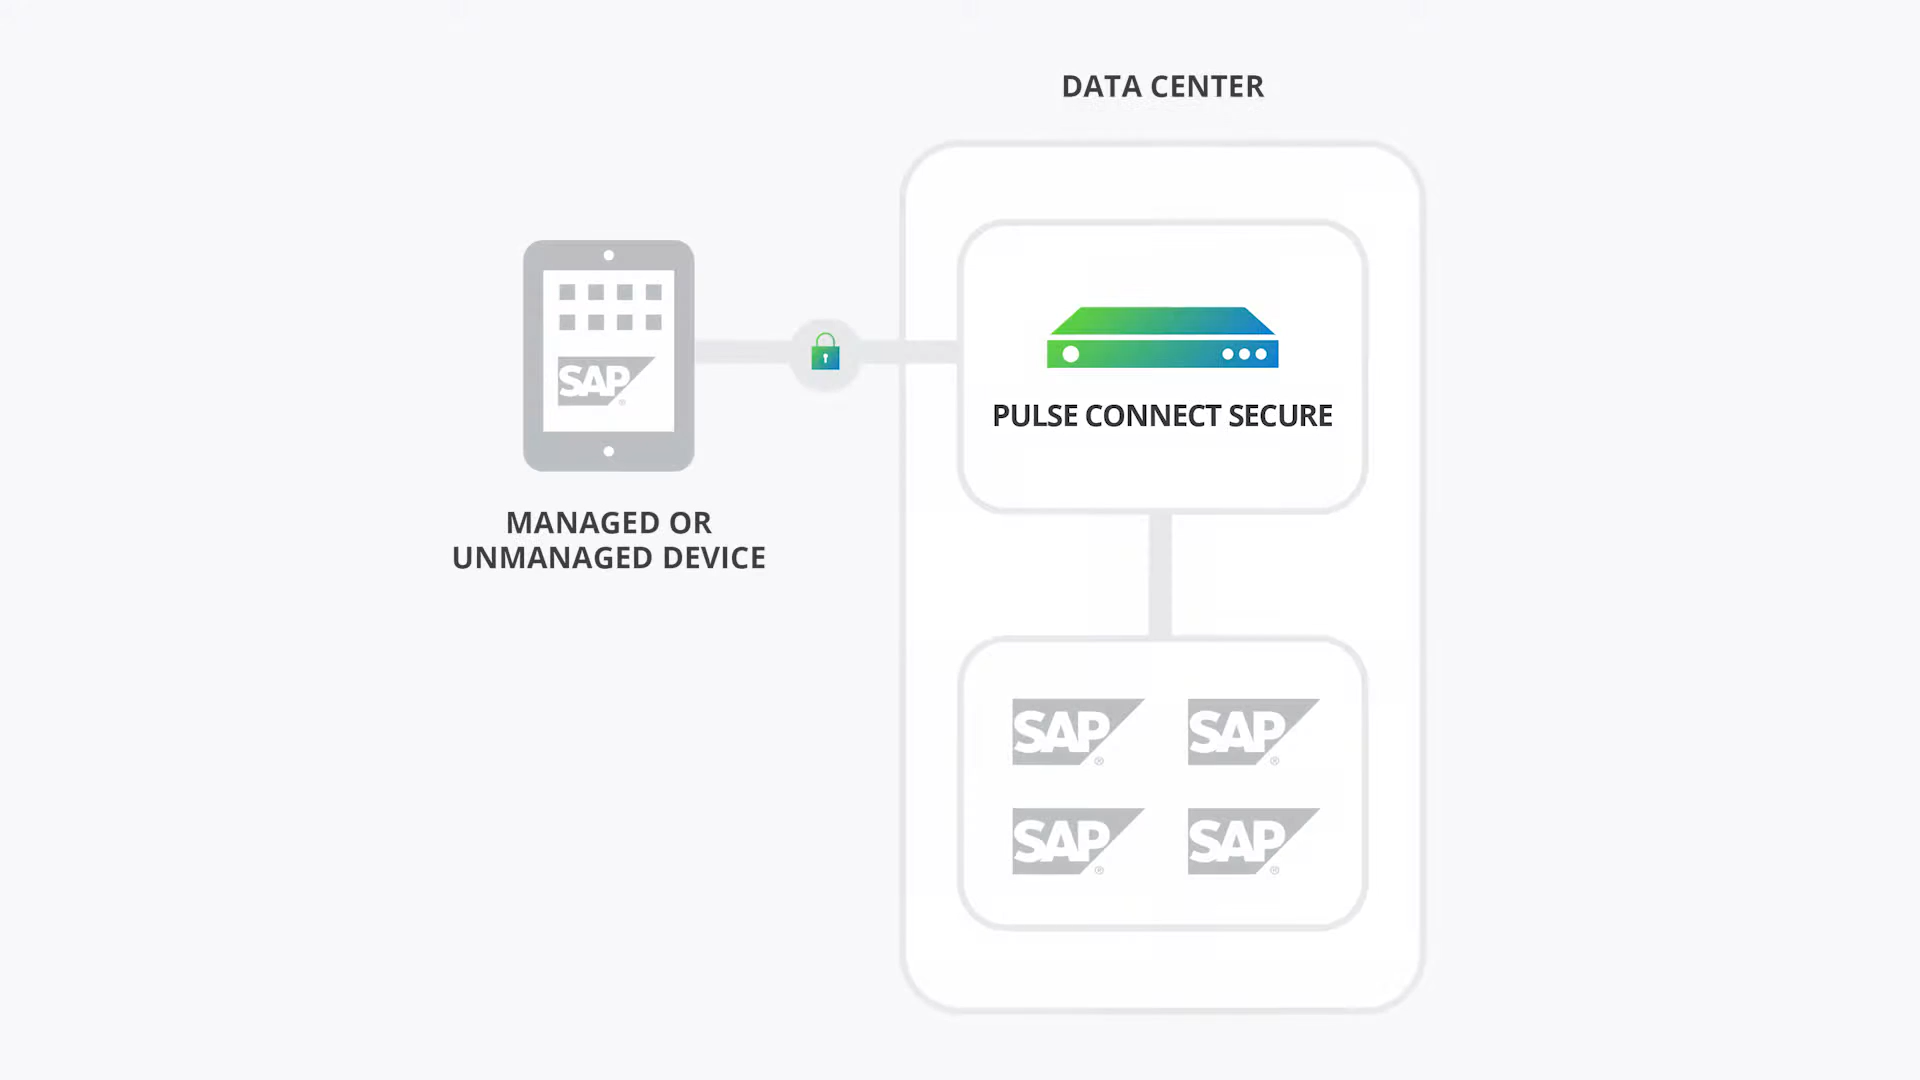 DATA CENTER
SAP
PULSE CONNECT SECURE
MANAGED OR
UNMANAGED DEVICE
SAP® SAP®
SAP® SAP®